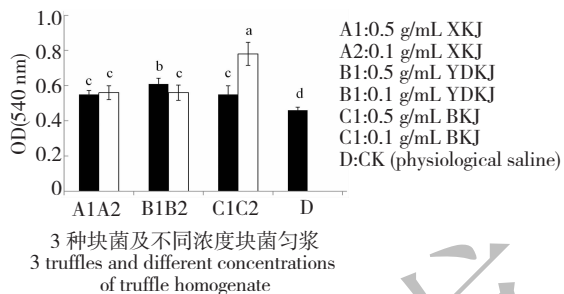 1.0
0.8
0.6
0.4
0.2
0
OD(540 nm)
c
c
b
c
c
a
d
A1A2
B1B2
C1C2
D
3 种块菌及不同浓度块菌匀浆
3 truffles and different concentrations
of truffle homogenate
A1:0.5 g/mL XKJ
A2:0.1 g/mL XKJ
B1:0.5 g/mL YDKJ
B1:0.1 g/mL YDKJ
C1:0.5 g/mL BKJ
C1:0.1 g/mL BKJ
D:CK (physiological saline)